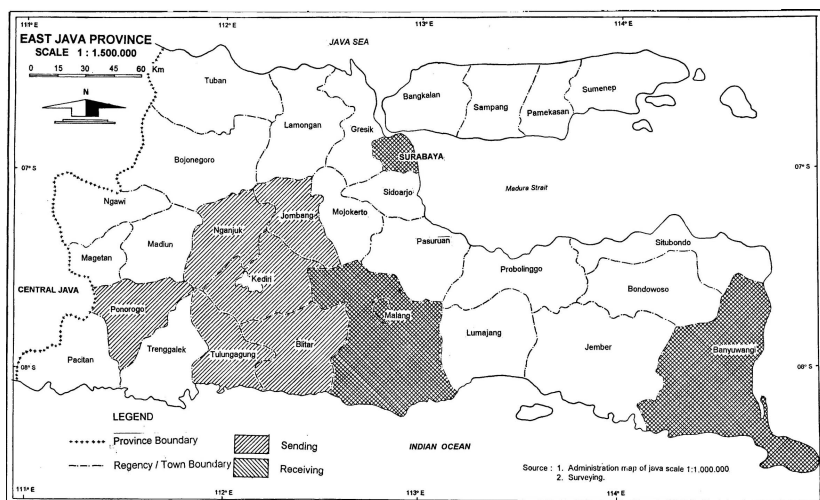 111° E
112° E
113° E
114° E
EAST JAVA PROVINCE
SCALE 1 : 1.500.000
0 15 30 45 60 Km
N
JAVA SEA
Tuban
Lamongan
Gresik
Bangkalan
Sampang
Pamekasan
Sumenep
Bojonegoro
SURABAYA
07° S
07° S
Madura Strait
Ngawi
Sidoarjo
Nganjuk
Jombang
Mojokerto
Magetan
Madiun
Pasuruan
Situbondo
Kediri
Probolinggo
Bondowoso
CENTRAL JAVA
Ponorogo
Malang
Lumajang
Banyuwangi
Pacitan
Trenggalek
Tulungagung
Blitar
Jember
08° S
08° S
LEGEND
Province Boundary
Sending
Regency / Town Boundary
Receiving
INDIAN OCEAN
Source : 1. Administration map of java scale 1:1.000.000
2. Surveying.
111° E
112° E
113° E
114° E